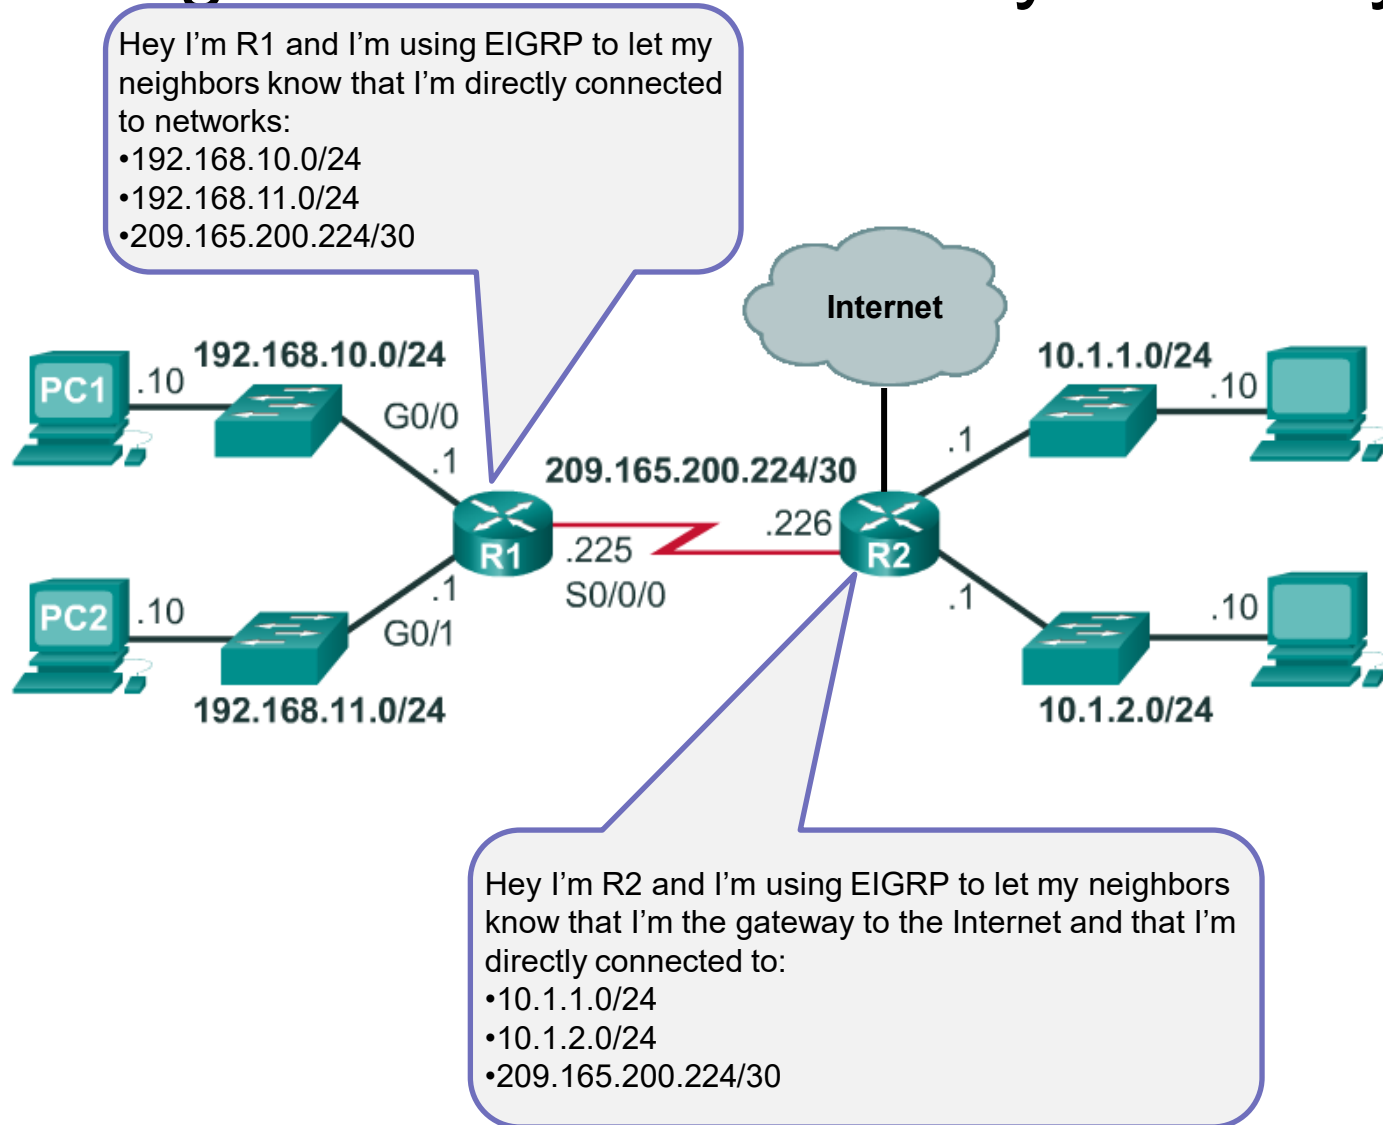 Hey I’m R1 and I’m using EIGRP to let my
neighbors know that I’m directly connected
to networks:
•192.168.10.0/24
•192.168.11.0/24
•209.165.200.224/30
Internet
192.168.10.0/24
10.1.1.0/24
PC1
.10
.10
G0/0
.1
.1
209.165.200.224/30
.226
R1
.225
R2
S0/0/0
.1
.1
PC2
.10
.10
G0/1
192.168.11.0/24
10.1.2.0/24
Hey I’m R2 and I’m using EIGRP to let my neighbors
know that I’m the gateway to the Internet and that I’m
directly connected to:
•10.1.1.0/24
•10.1.2.0/24
•209.165.200.224/30